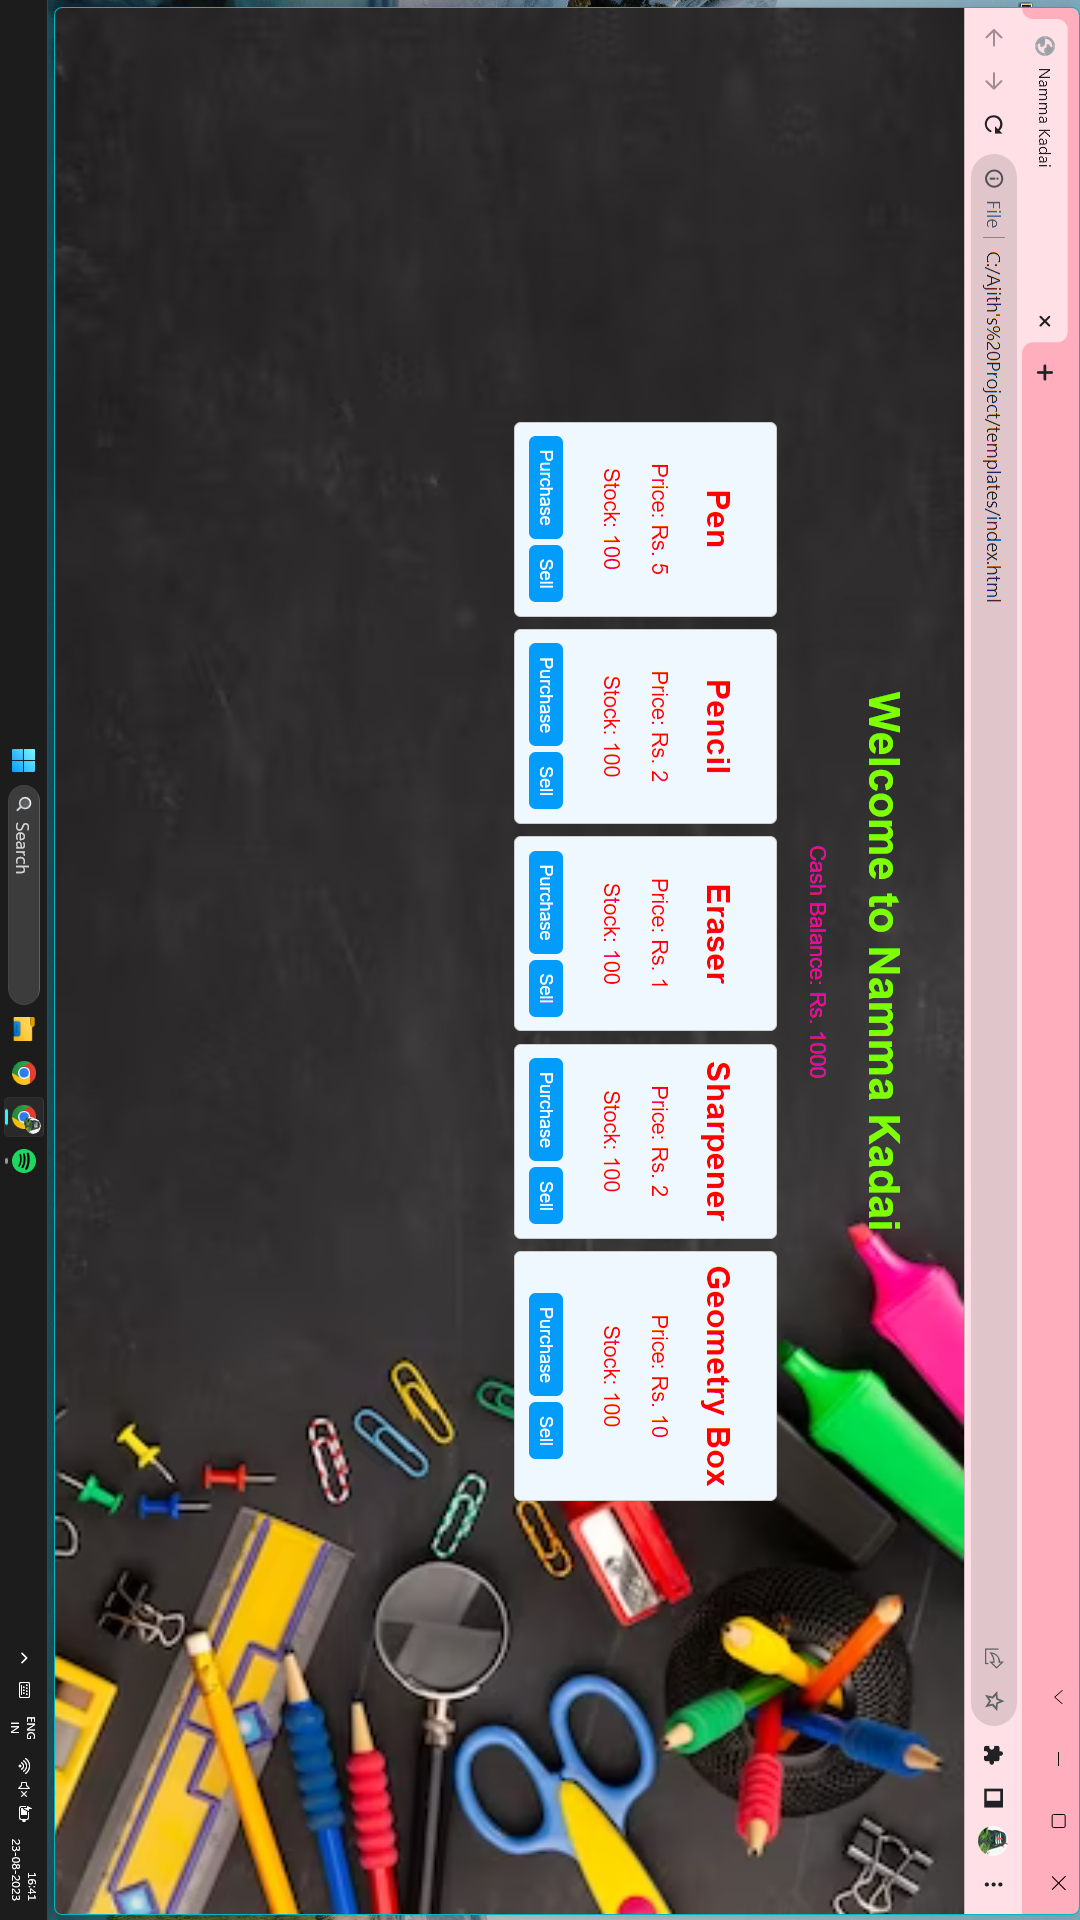 Namma Kadai
File
C:/Ajith's%20Project/templates/index.html
Welcome to Namma Kadai
Cash Balance: Rs. 1000
Pen
Price: Rs. 5
Stock: 100
Purchase
Sell
Pencil
Price: Rs. 2
Stock: 100
Purchase
Sell
Eraser
Price: Rs. 1
Stock: 100
Purchase
Sell
Sharpener
Price: Rs. 2
Stock: 100
Purchase
Sell
Geometry Box
Price: Rs. 10
Stock: 100
Purchase
Sell
Search
ENG
IN
16:41
23-08-2023